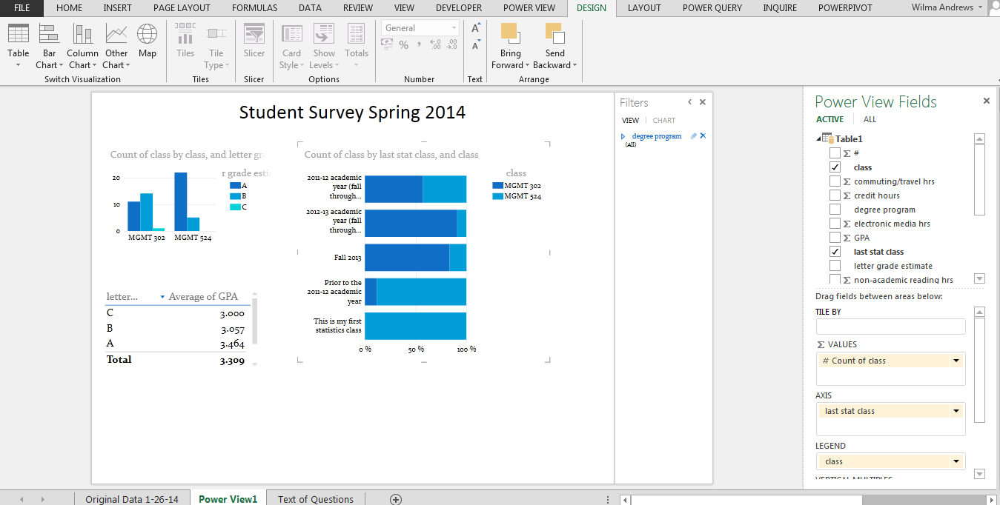 FILE HOME INSERT PAGE LAYOUT FORMULAS DATA REVIEW VIEW DEVELOPER POWER VIEW DESIGN LAYOUT POWER QUERY INQUIRE POWERPIVOT Wilma Andrews
General
Table Bar Column Other Map Tiles Tile Slicer Card Show Totals Bring Send
Chart Chart Chart Type Style Levels Forward Backward
Switch Visualization Tiles Slicer Options Number Text Arrange
Student Survey Spring 2014
Count of class by class, and letter gr
r grade esti
20
10
0
MGMT 302 MGMT 524
A
B
C
letter... Average of GPA
C 3.000
B 3.057
A 3.464
Total 3.309
Count of class by last stat class, and class
2011-12 academic
year (fall
through...
2012-13 academic
year (fall
through...
Fall 2013
Prior to the
2011-12 academic
year
This is my first
statistics class
0 % 50 % 100 %
class
MGMT 302
MGMT 524
Filters
VIEW CHART
degree program
(All)
Power View Fields
ACTIVE ALL
Table1
Σ #
class
Σ commuting/travel hrs
Σ credit hours
degree program
Σ electronic media hrs
Σ GPA
last stat class
letter grade estimate
Σ non-academic reading hrs
Drag fields between areas below:
TILE BY
Σ VALUES
# Count of class
AXIS
last stat class
LEGEND
class
VERTICAL MULTIPLES
Original Data 1-26-14 Power View1 Text of Questions